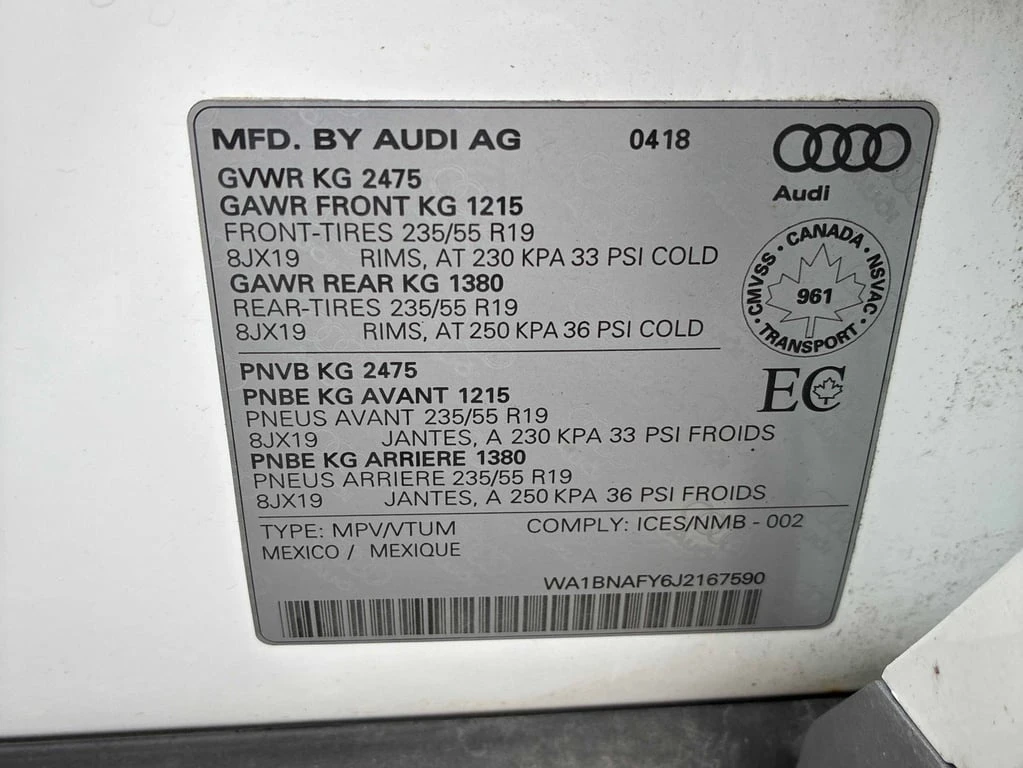 MFD. BY AUDI AG 0418
Audi
GVWR KG 2475
GAWR FRONT KG 1215
FRONT-TIRES 235/55 R19
8JX19 RIMS, AT 230 KPA 33 PSI COLD
GAWR REAR KG 1380
REAR-TIRES 235/55 R19
8JX19 RIMS, AT 250 KPA 36 PSI COLD
CMVSS · CANADA · NSVAC · TRANSPORT ·
961
PNVB KG 2475
PNBE KG AVANT 1215
PNEUS AVANT 235/55 R19
8JX19 JANTES, A 230 KPA 33 PSI FROIDS
PNBE KG ARRIERE 1380
PNEUS ARRIERE 235/55 R19
8JX19 JANTES, A 250 KPA 36 PSI FROIDS
EC
TYPE: MPV/VTUM COMPLY: ICES/NMB - 002
MEXICO / MEXIQUE
WA1BNAFY6J2167590